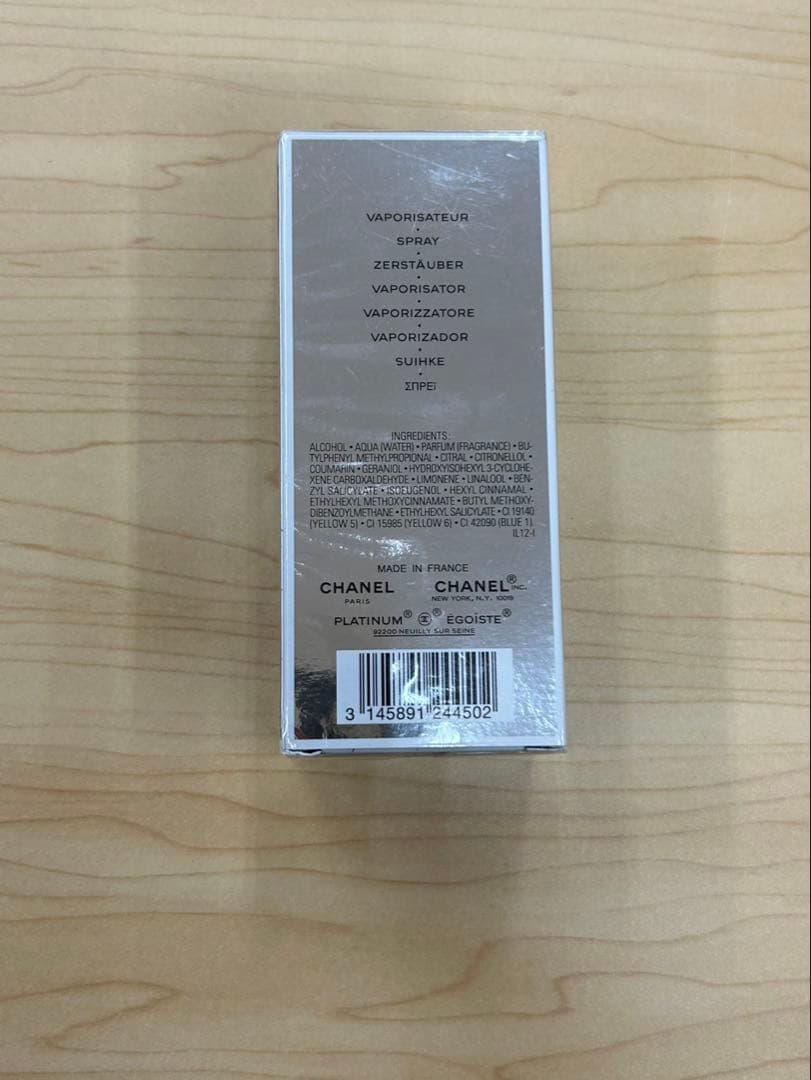 VAPORISATEUR
•
SPRAY
•
ZERSTÄUBER
•
VAPORISATOR
•
VAPORIZZATORE
•
VAPORIZADOR
•
SUIHKE
•
ΣΠΡΕΪ
INGREDIENTS:
ALCOHOL • AQUA (WATER) • PARFUM (FRAGRANCE) • BU-
TYLPHENYL METHYLPROPIONAL • CITRAL • CITRONELLOL •
COUMARIN • GERANIOL • HYDROXYISOHEXYL 3-CYCLOHE-
XENE CARBOXALDEHYDE • LIMONENE • LINALOOL • BEN-
ZYL SALICYLATE • ISOEUGENOL • HEXYL CINNAMAL •
ETHYLHEXYL METHOXYCINNAMATE • BUTYL METHOXY-
DIBENZOYLMETHANE • ETHYLHEXYL SALICYLATE • CI 19140
(YELLOW 5) • CI 15985 (YELLOW 6) • CI 42090 (BLUE 1).
IL12-I
MADE IN FRANCE
CHANEL CHANEL® INC.
PARIS NEW YORK, N.Y. 10019
PLATINUM® ® ÉGOÏSTE®
92200 NEUILLY SUR SEINE
3 145891 244502